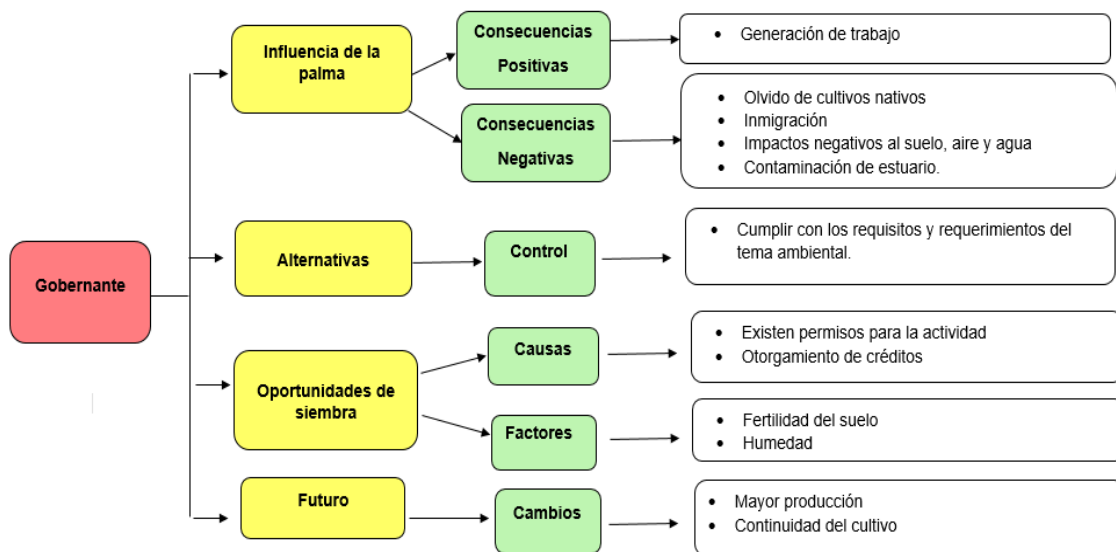 Gobernante
Influencia de la
palma
Consecuencias
Positivas
• Generación de trabajo
Consecuencias
Negativas
• Olvido de cultivos nativos
• Inmigración
• Impactos negativos al suelo, aire y agua
• Contaminación de estuario.
Alternativas
Control
• Cumplir con los requisitos y requerimientos del
tema ambiental.
Oportunidades de
siembra
Causas
• Existen permisos para la actividad
• Otorgamiento de créditos
Factores
• Fertilidad del suelo
• Humedad
Futuro
Cambios
• Mayor producción
• Continuidad del cultivo